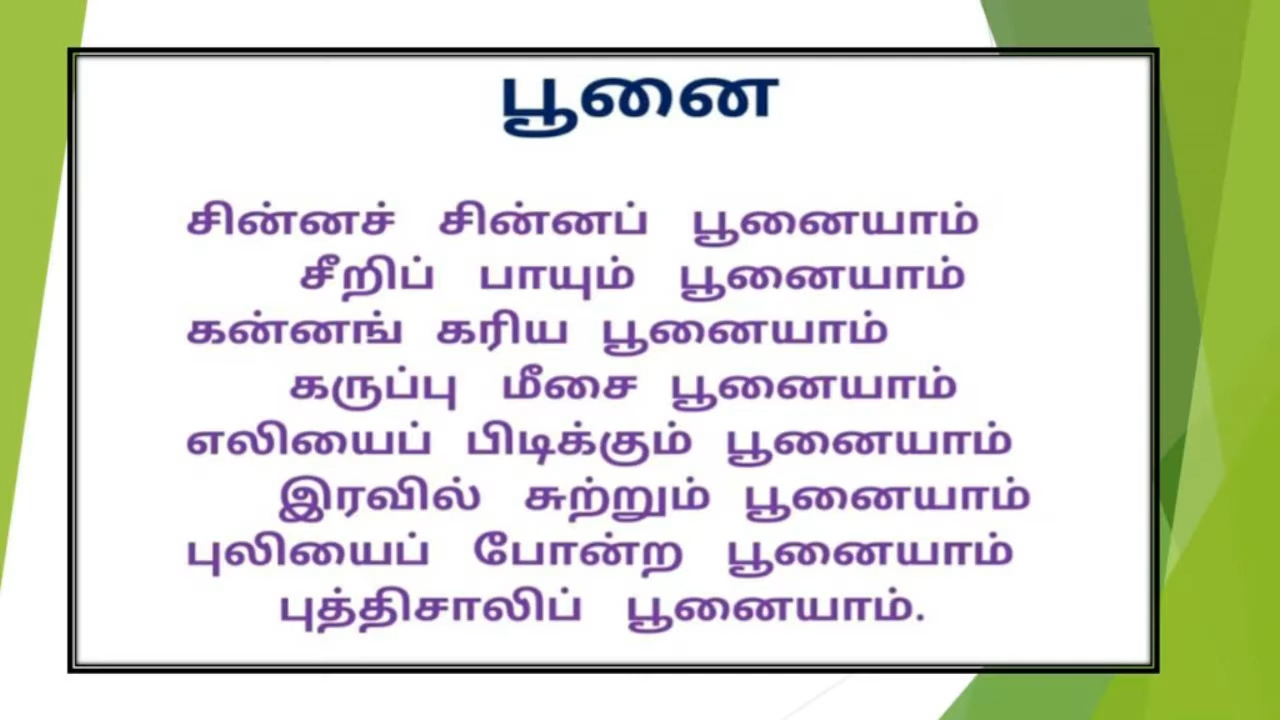 பூனை
சின்னச் சின்னப் பூனையாம்
சீறிப் பாயும் பூனையாம்
கன்னங் கரிய பூனையாம்
கருப்பு மீசை பூனையாம்
எலியைப் பிடிக்கும் பூனையாம்
இரவில் சுற்றும் பூனையாம்
புலியைப் போன்ற பூனையாம்
புத்திசாலிப் பூனையாம்.